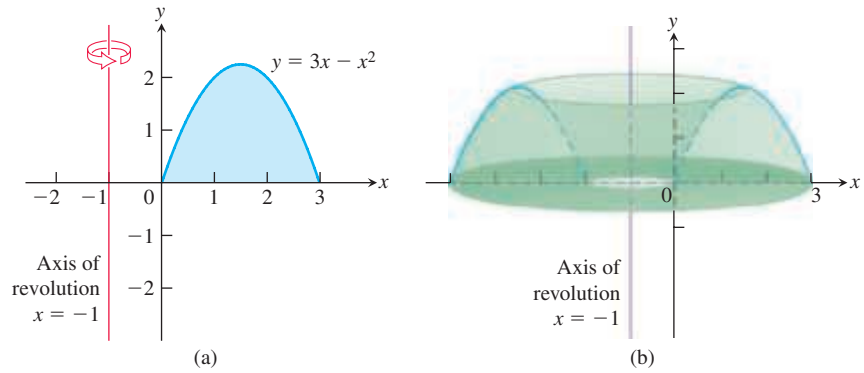 y
2
1
y = 3x − x²
−2 −1 0 1 2 3 x
−1
−2
Axis of
revolution
x = −1
(a)
y
0 3 x
Axis of
revolution
x = −1
(b)